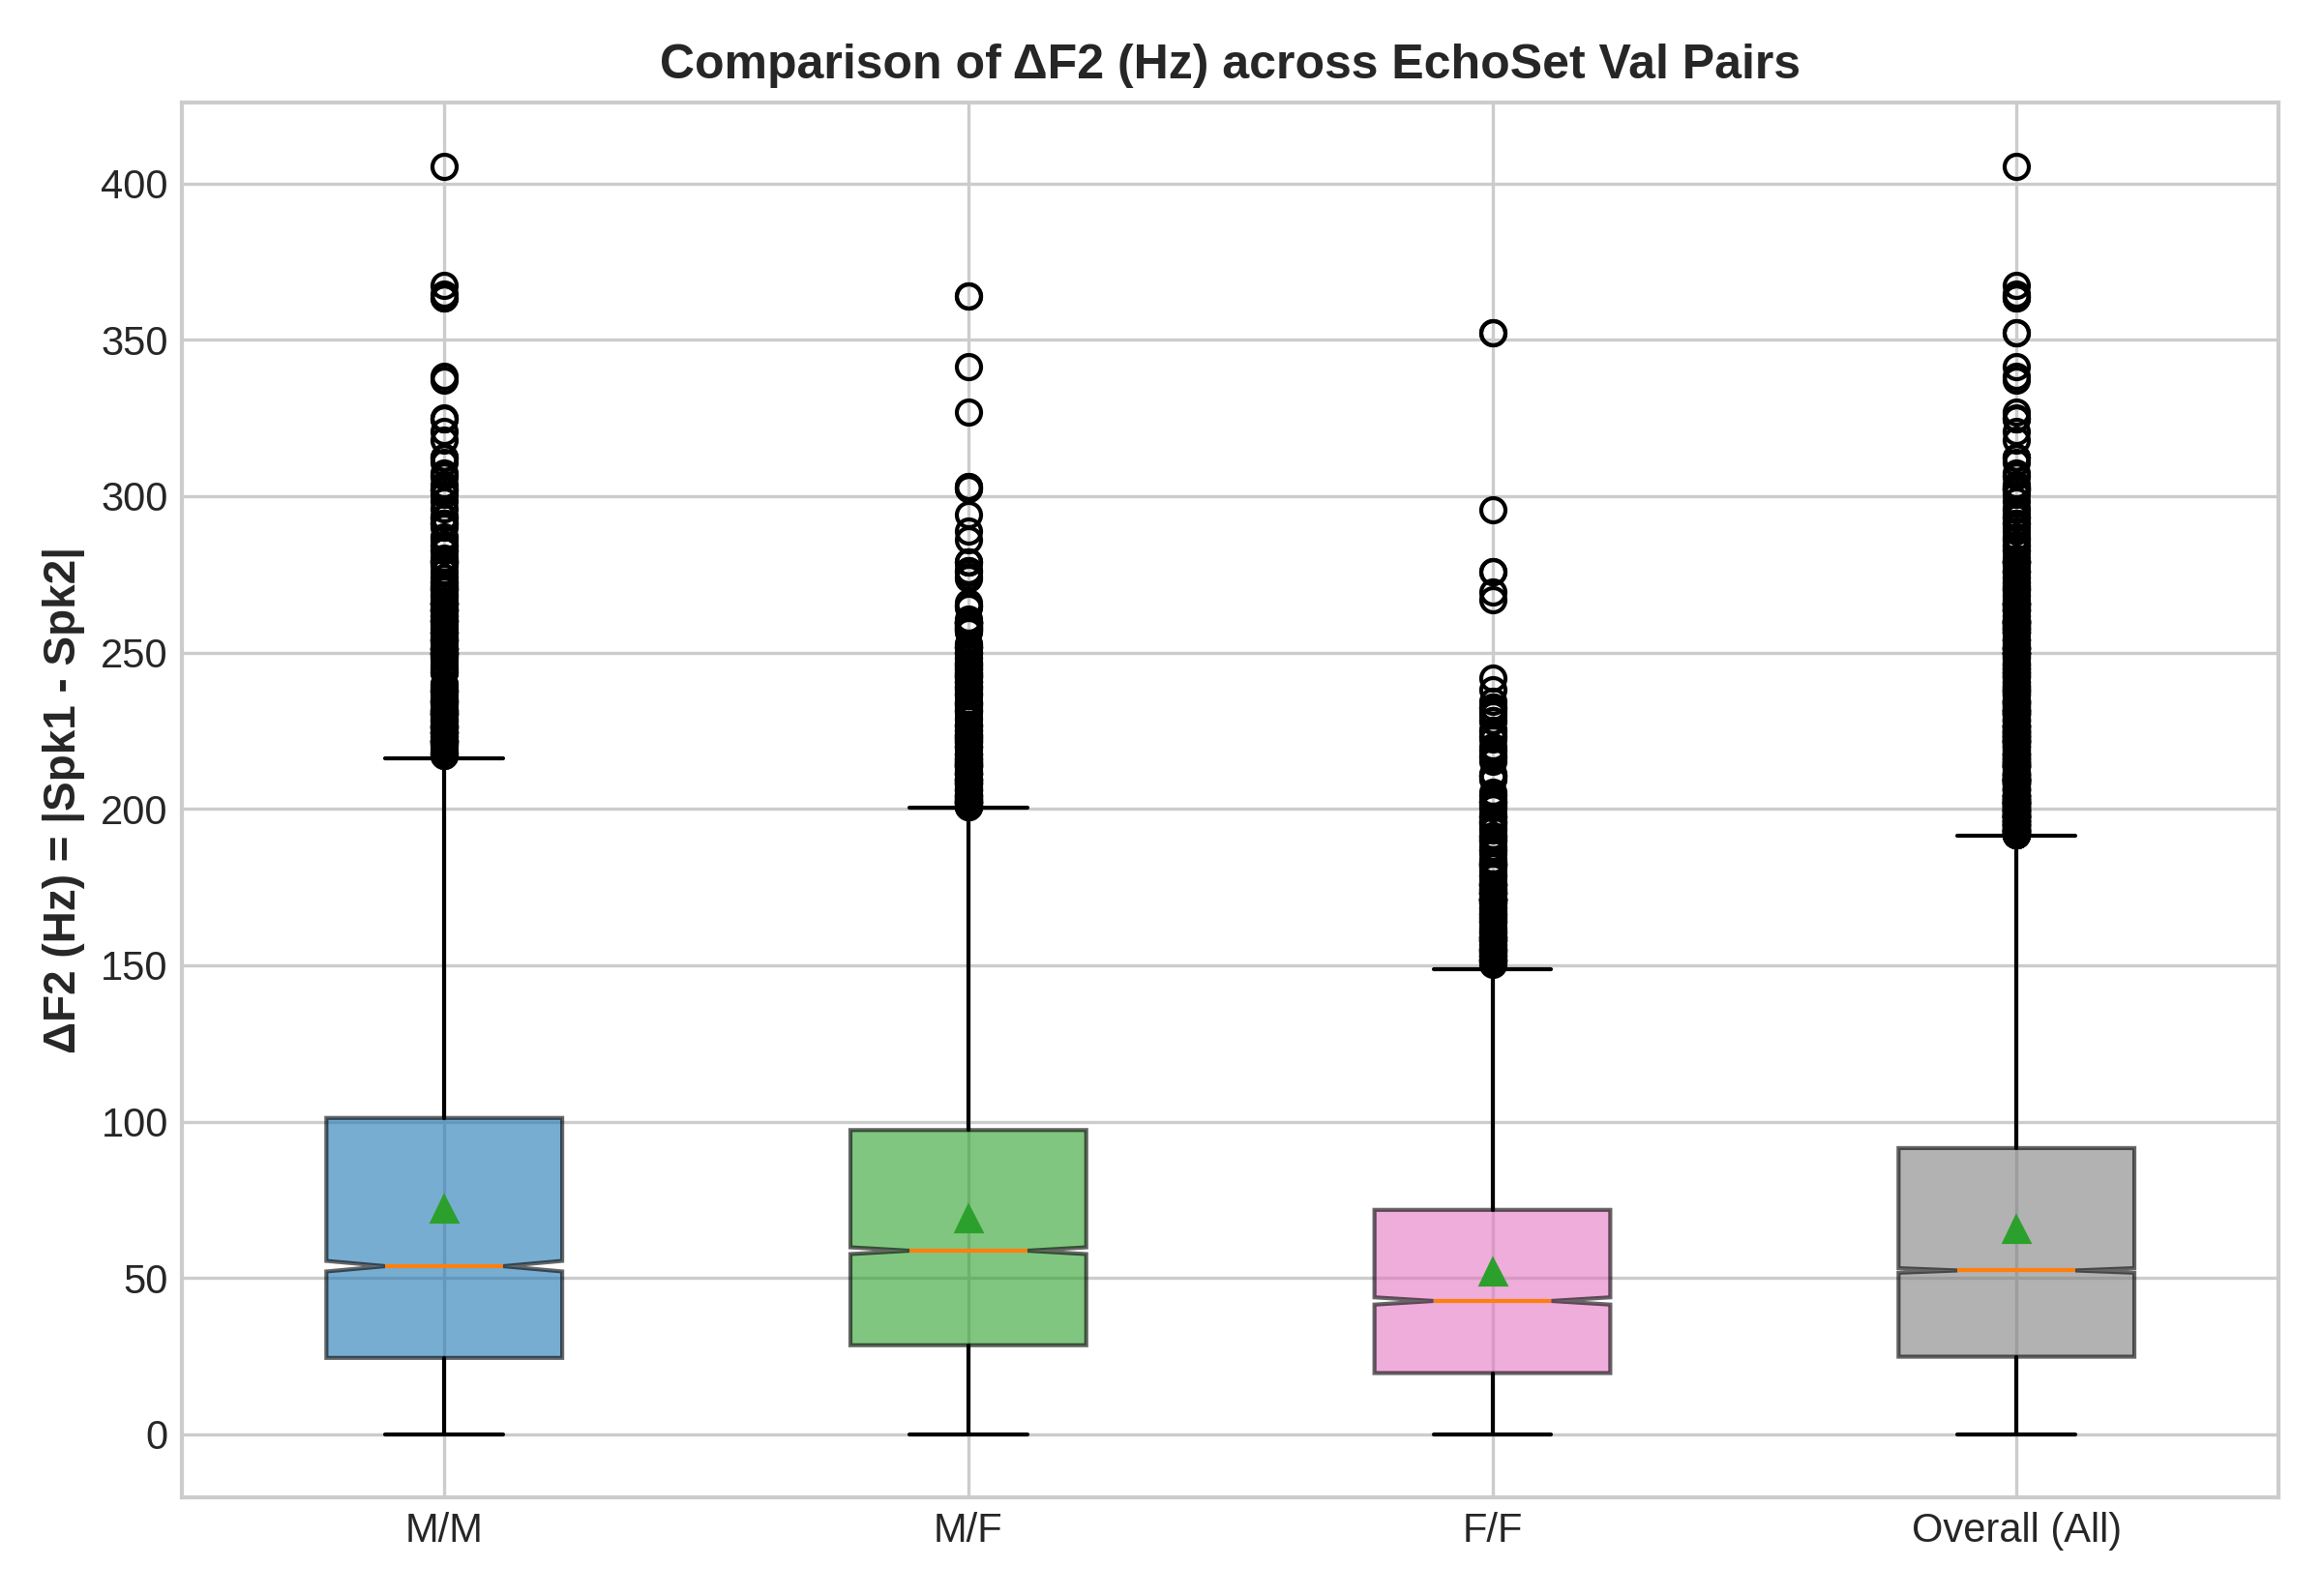 Comparison of ΔF2 (Hz) across EchoSet Val Pairs
ΔF2 (Hz) = |Spk1 - Spk2|
400
350
300
250
200
150
100
50
0
M/M
M/F
F/F
Overall (All)